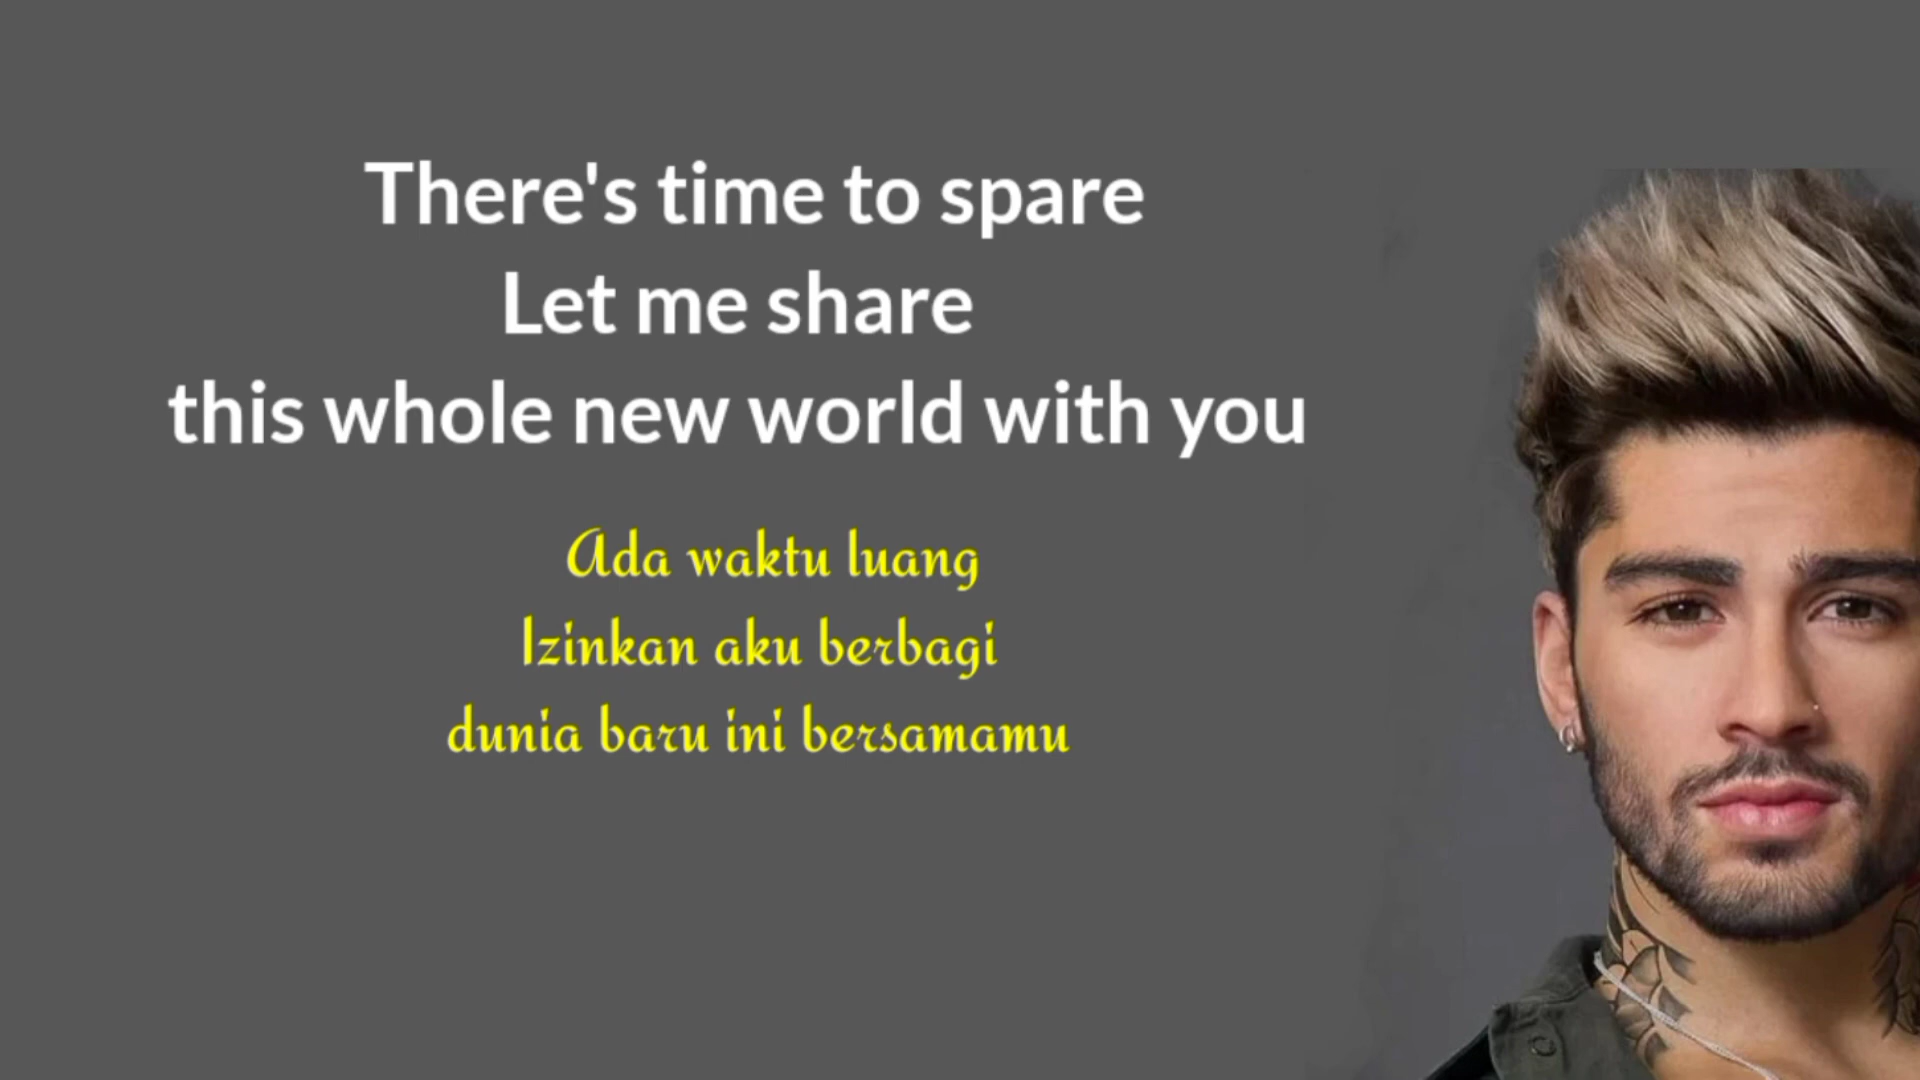 There's time to spare
Let me share
this whole new world with you
Ada waktu luang
Izinkan aku berbagi
dunia baru ini bersamamu